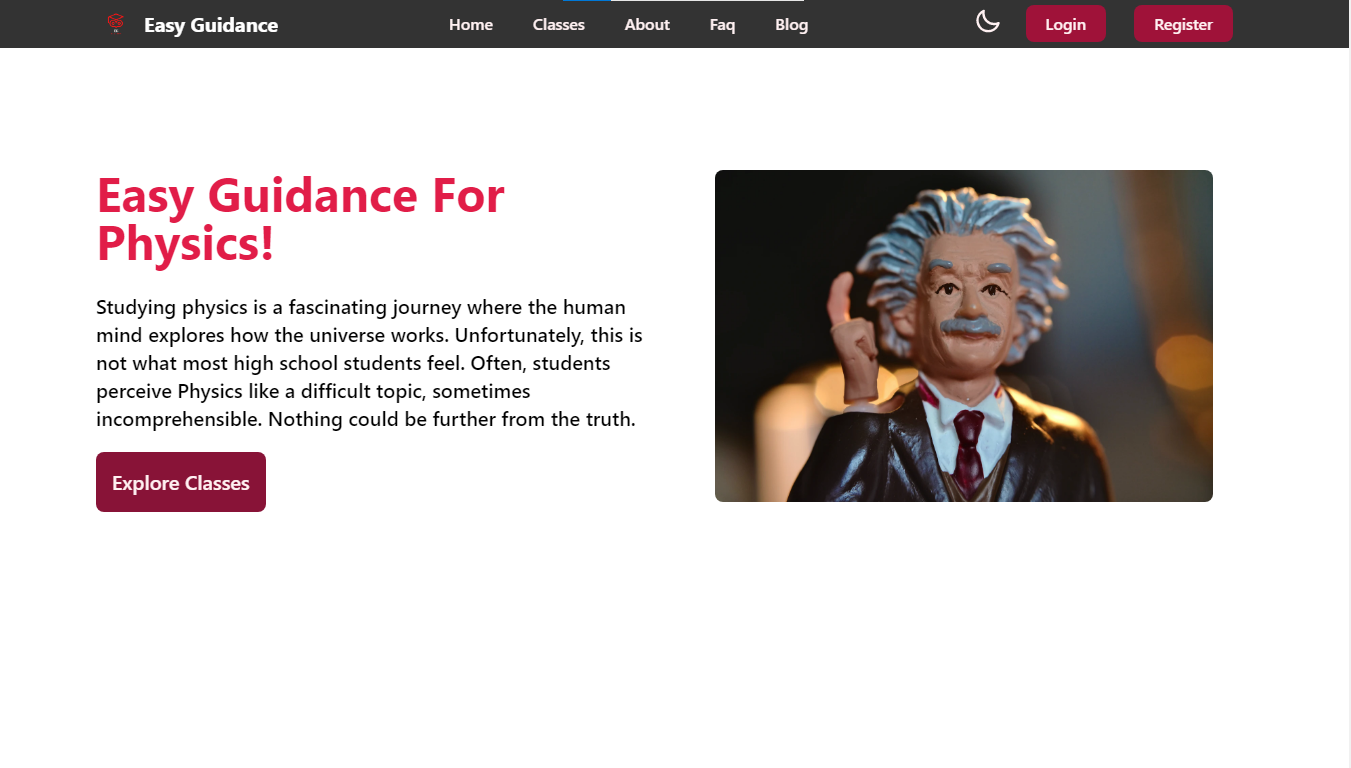 Easy Guidance
Home
Classes
About
Faq
Blog
Login
Register
Easy Guidance For
Physics!
Studying physics is a fascinating journey where the human
mind explores how the universe works. Unfortunately, this is
not what most high school students feel. Often, students
perceive Physics like a difficult topic, sometimes
incomprehensible. Nothing could be further from the truth.
Explore Classes